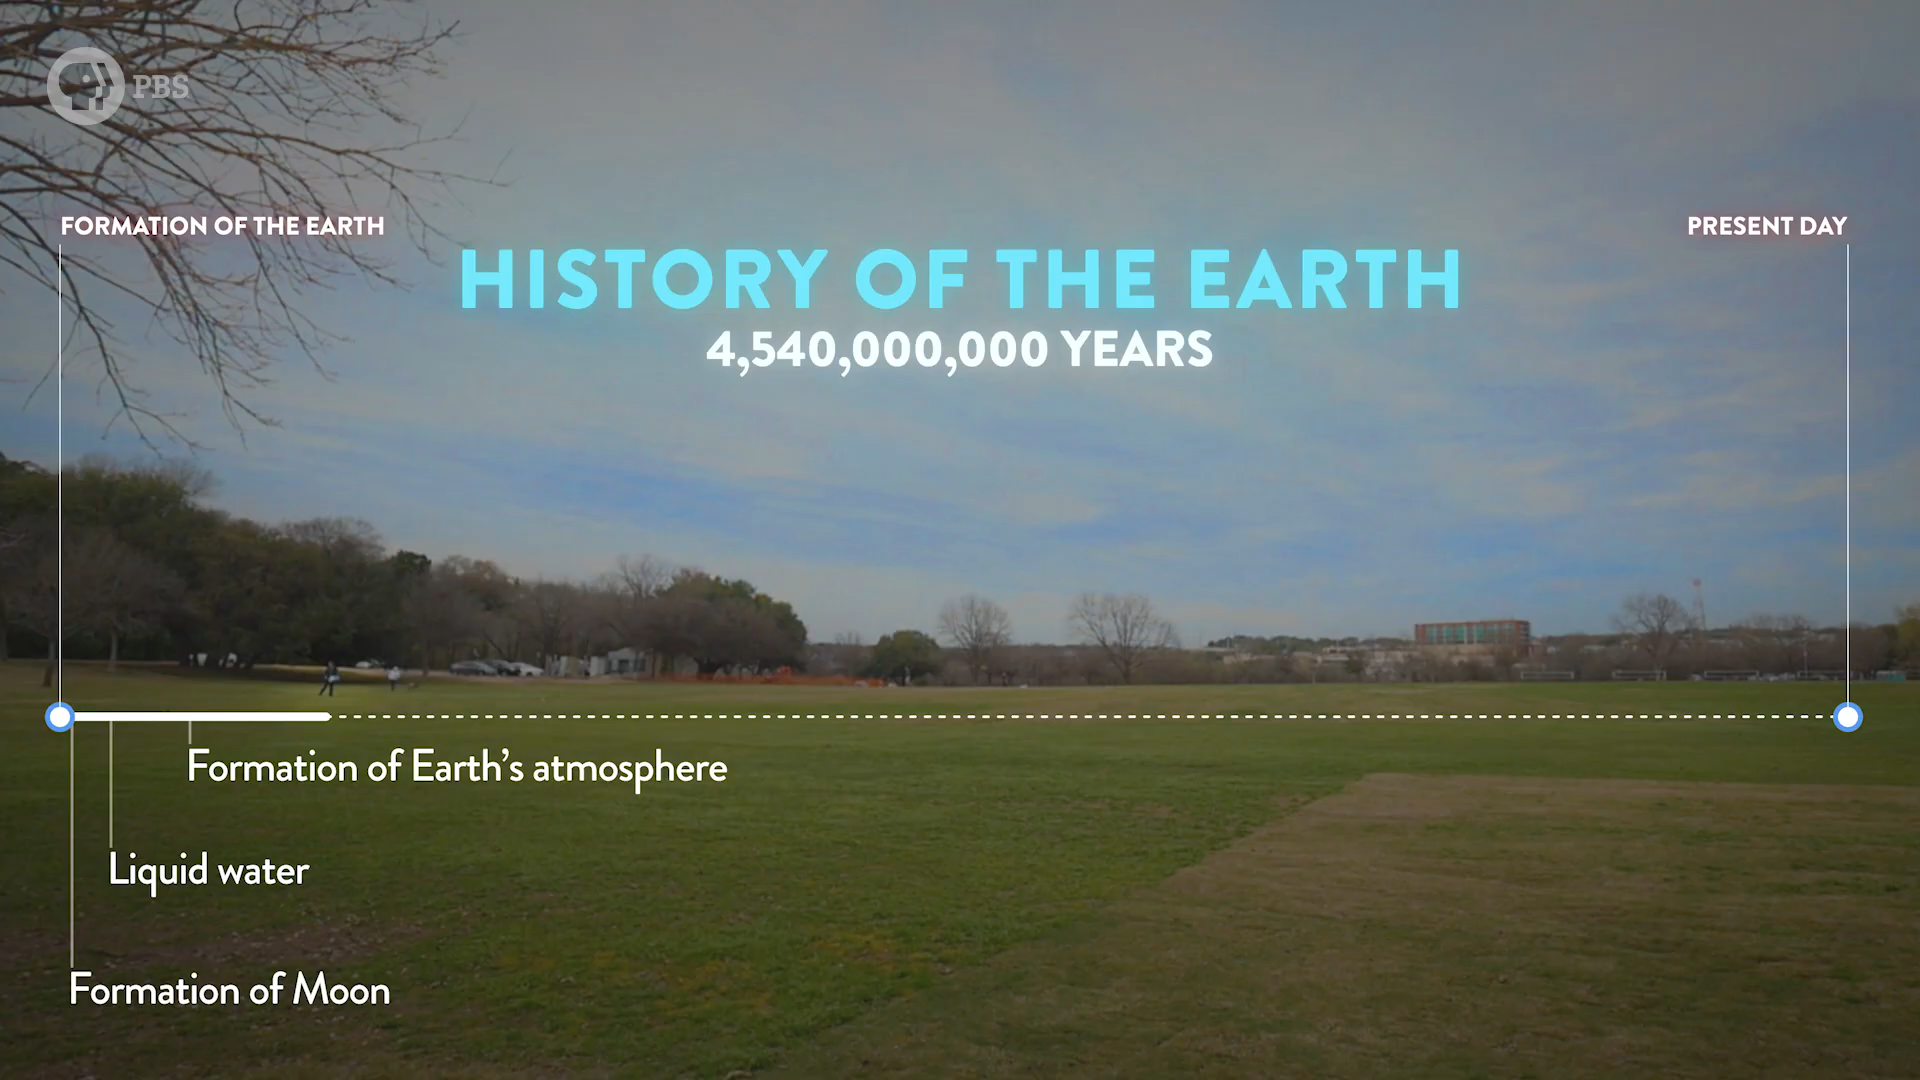 PBS
FORMATION OF THE EARTH
PRESENT DAY
HISTORY OF THE EARTH
4,540,000,000 YEARS
Formation of Earth’s atmosphere
Liquid water
Formation of Moon